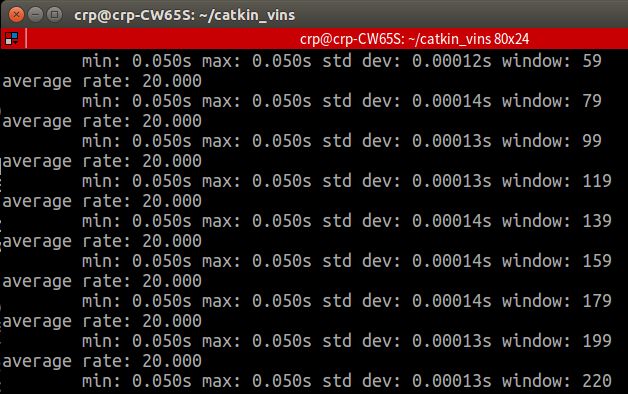 crp@crp-CW65S: ~/catkin_vins
crp@crp-CW65S: ~/catkin_vins 80x24
min: 0.050s max: 0.050s std dev: 0.00012s window: 59
average rate: 20.000
min: 0.050s max: 0.050s std dev: 0.00014s window: 79
average rate: 20.000
min: 0.050s max: 0.050s std dev: 0.00013s window: 99
average rate: 20.000
min: 0.050s max: 0.050s std dev: 0.00013s window: 119
average rate: 20.000
min: 0.050s max: 0.050s std dev: 0.00014s window: 139
average rate: 20.000
min: 0.050s max: 0.050s std dev: 0.00014s window: 159
average rate: 20.000
min: 0.050s max: 0.050s std dev: 0.00014s window: 179
average rate: 20.000
min: 0.050s max: 0.050s std dev: 0.00013s window: 199
average rate: 20.000
min: 0.050s max: 0.050s std dev: 0.00013s window: 220